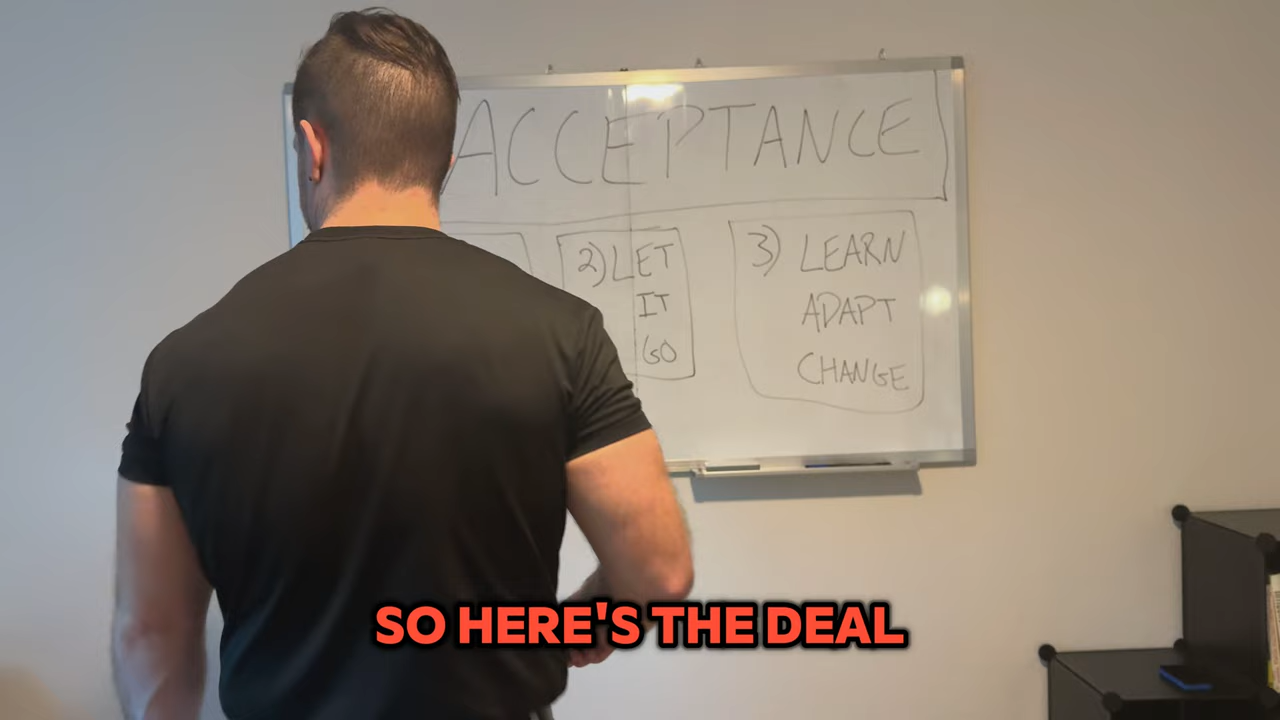 ACCEPTANCE
2) LET
IT
GO
3) LEARN
ADAPT
CHANGE
SO HERE'S THE DEAL